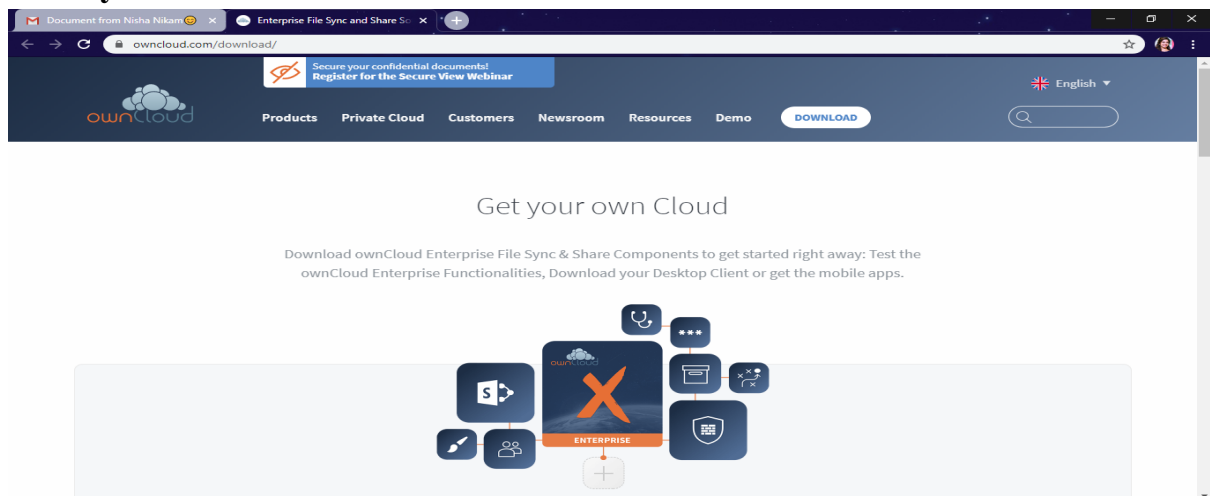 Document from Nisha Nikam
Enterprise File Sync and Share So
owncloud.com/download/
Secure your confidential documents!
Register for the Secure View Webinar
English
ownCloud
Products Private Cloud Customers Newsroom Resources Demo DOWNLOAD
Get your own Cloud
Download ownCloud Enterprise File Sync & Share Components to get started right away: Test the
ownCloud Enterprise Functionalities, Download your Desktop Client or get the mobile apps.
ownCloud
X
S
ENTERPRISE